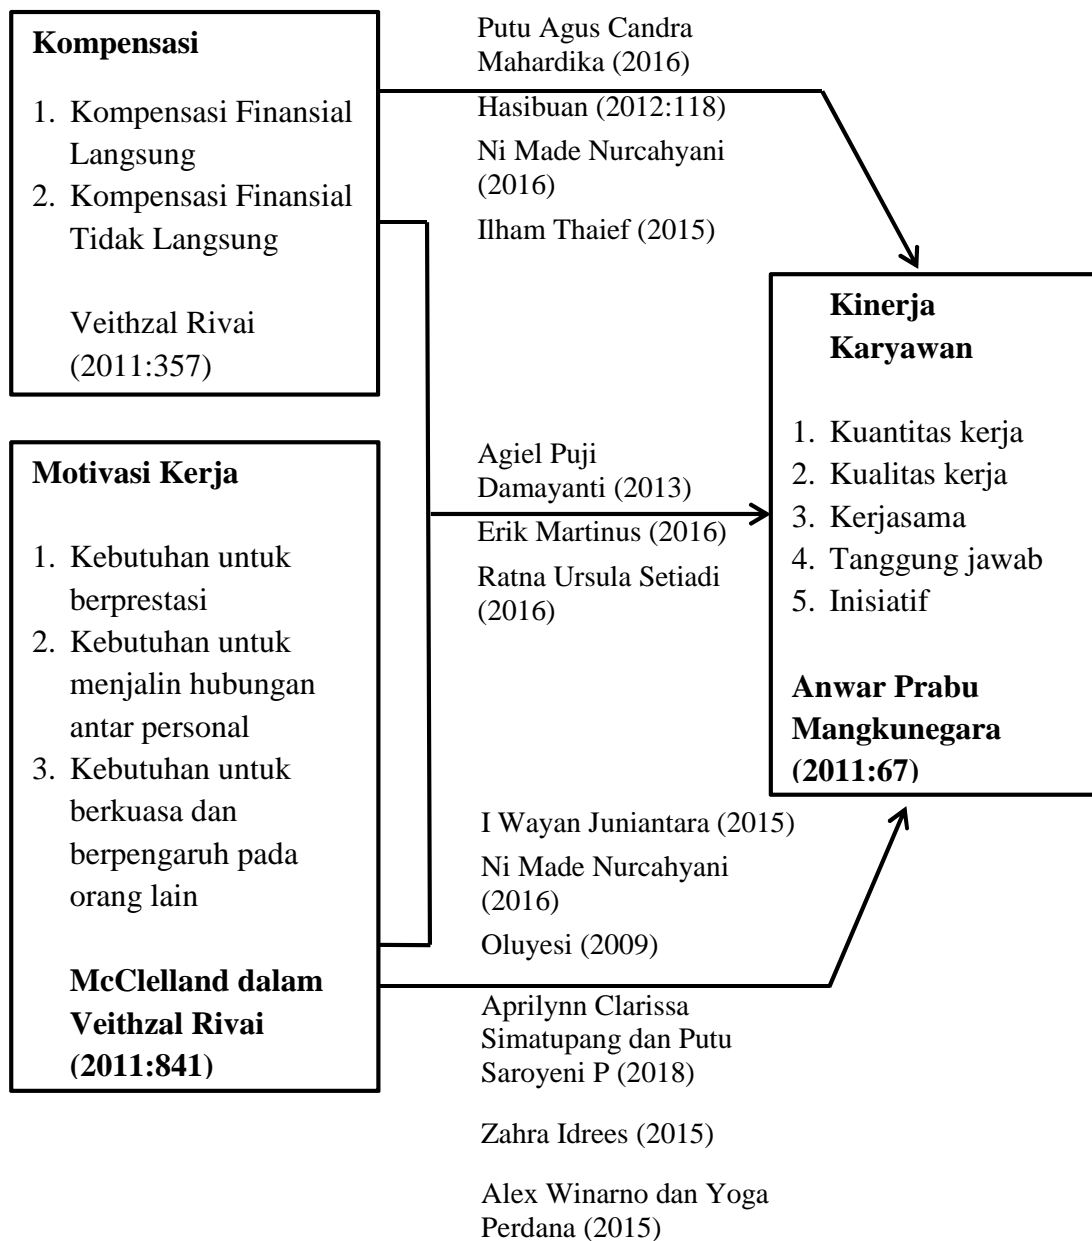 Kompensasi
1. Kompensasi Finansial
Langsung
2. Kompensasi Finansial
Tidak Langsung
Veithzal Rivai
(2011:357)
Putu Agus Candra
Mahardika (2016)
Hasibuan (2012:118)
Ni Made Nurcahyani
(2016)
Ilham Thaief (2015)
Kinerja
Karyawan
1. Kuantitas kerja
2. Kualitas kerja
3. Kerjasama
4. Tanggung jawab
5. Inisiatif
Anwar Prabu
Mangkunegara
(2011:67)
Motivasi Kerja
1. Kebutuhan untuk
berprestasi
2. Kebutuhan untuk
menjalin hubungan
antar personal
3. Kebutuhan untuk
berkuasa dan
berpengaruh pada
orang lain
McClelland dalam
Veithzal Rivai
(2011:841)
Agiel Puji
Damayanti (2013)
Erik Martinus (2016)
Ratna Ursula Setiadi
(2016)
I Wayan Juniantara (2015)
Ni Made Nurcahyani
(2016)
Oluyesi (2009)
Aprilynn Clarissa
Simatupang dan Putu
Saroyeni P (2018)
Zahra Idrees (2015)
Alex Winarno dan Yoga
Perdana (2015)